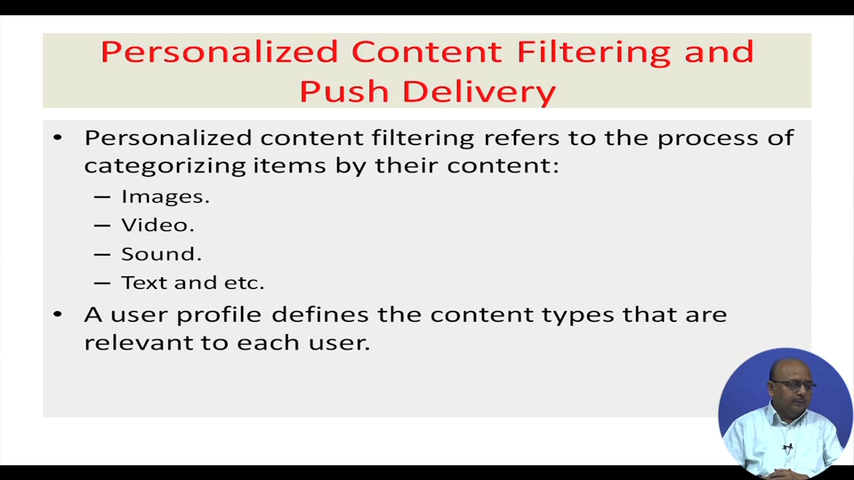 Personalized Content Filtering and
Push Delivery
• Personalized content filtering refers to the process of
categorizing items by their content:
– Images.
– Video.
– Sound.
– Text and etc.
• A user profile defines the content types that are
relevant to each user.